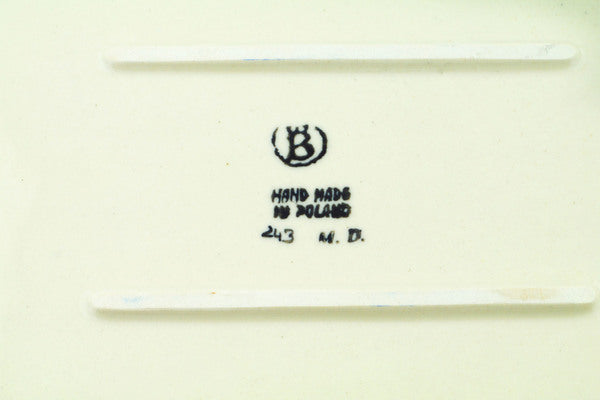 B
HAND MADE
IN POLAND
243 M. D.